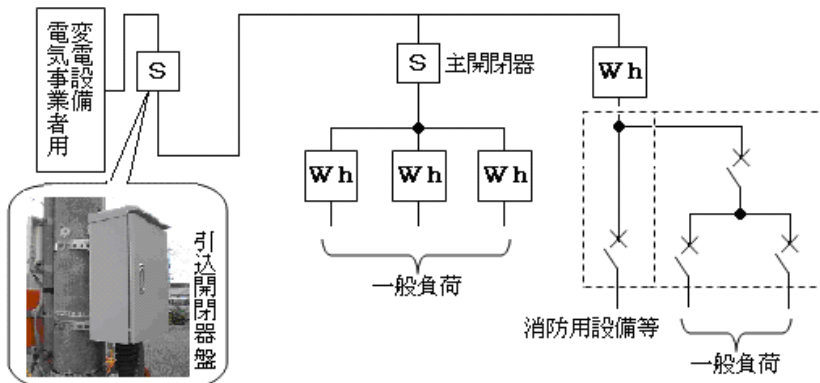 電気事業者用
変電設備
S
S
主開閉器
Wh
Wh
Wh
Wh
一般負荷
引込開閉器盤
消防用設備等
一般負荷